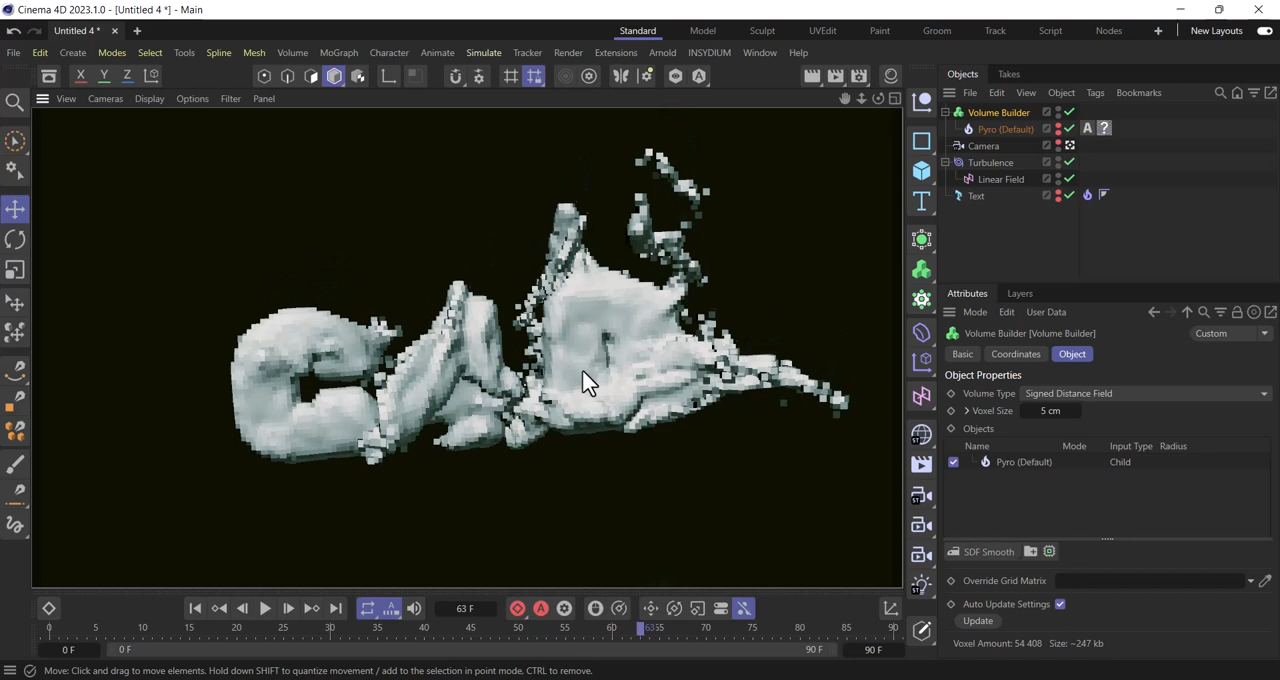 Cinema 4D 2023.1.0 - [Untitled 4 *] - Main
Untitled 4 *
Standard Model Sculpt UVEdit Paint Groom Track Script Nodes New Layouts
File Edit Create Modes Select Tools Spline Mesh Volume MoGraph Character Animate Simulate Tracker Render Extensions Arnold INSYDIUM Window Help
X Y Z
Objects Takes
View Cameras Display Options Filter Panel
File Edit View Object Tags Bookmarks
Volume Builder
Pyro (Default)
Camera
Turbulence
Linear Field
Text
Attributes Layers
Mode Edit User Data
Volume Builder [Volume Builder] Custom
Basic Coordinates Object
Object Properties
Volume Type Signed Distance Field
Voxel Size 5 cm
Objects
Name Mode Input Type Radius
Pyro (Default) Child
SDF Smooth
Override Grid Matrix
Auto Update Settings
Update
Voxel Amount: 54 408 Size: ~247 kb
63 F
0 5 10 15 20 25 30 35 40 45 50 55 60 6355 70 75 80 85 90
0 F 0 F 90 F 90 F
Move: Click and drag to move elements. Hold down SHIFT to quantize movement / add to the selection in point mode, CTRL to remove.